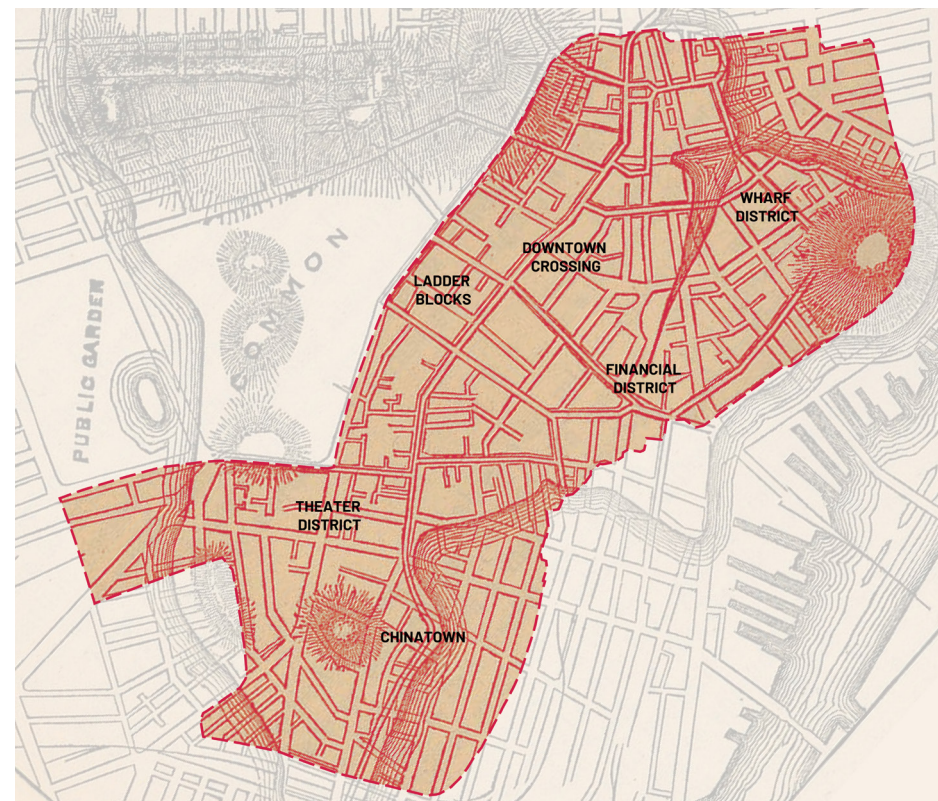 WHARF
DISTRICT
DOWNTOWN
CROSSING
LADDER
BLOCKS
COMMON
PUBLIC GARDEN
FINANCIAL
DISTRICT
THEATER
DISTRICT
CHINATOWN